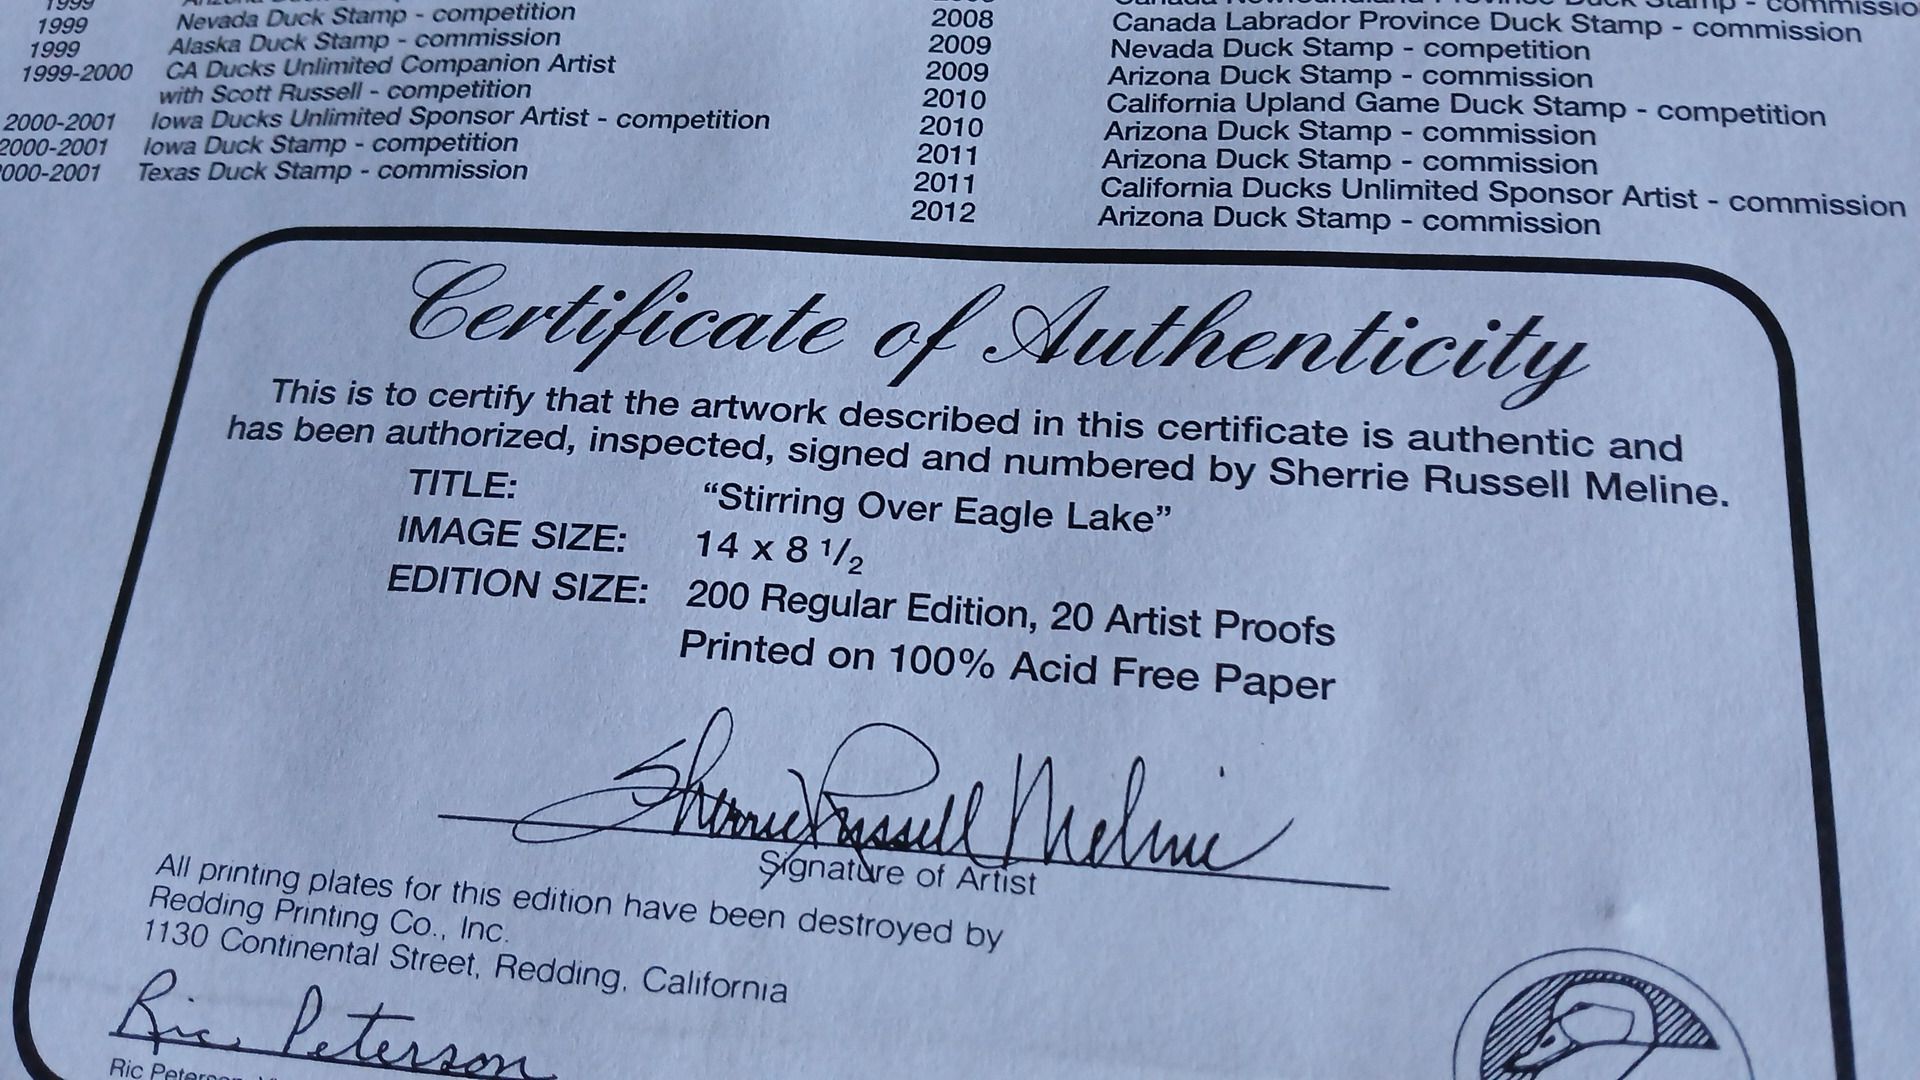 1999
1999 Nevada Duck Stamp - competition
1999 Alaska Duck Stamp - commission
1999-2000 CA Ducks Unlimited Companion Artist
with Scott Russell - competition
2000-2001 Iowa Ducks Unlimited Sponsor Artist - competition
2000-2001 Iowa Duck Stamp - competition
000-2001 Texas Duck Stamp - commission
Duck Stamp - commissio
2008 Canada Labrador Province Duck Stamp - commission
2009 Nevada Duck Stamp - competition
2009 Arizona Duck Stamp - commission
2010 California Upland Game Duck Stamp - competition
2010 Arizona Duck Stamp - commission
2011 Arizona Duck Stamp - commission
2011 California Ducks Unlimited Sponsor Artist - commission
2012 Arizona Duck Stamp - commission
Certificate of Authenticity
This is to certify that the artwork described in this certificate is authentic and
has been authorized, inspected, signed and numbered by Sherrie Russell Meline.
TITLE: “Stirring Over Eagle Lake”
IMAGE SIZE: 14 x 8 1/2
EDITION SIZE: 200 Regular Edition, 20 Artist Proofs
Printed on 100% Acid Free Paper
Sherrie Russell Meline
Signature of Artist
All printing plates for this edition have been destroyed by
Redding Printing Co., Inc.
1130 Continental Street, Redding, California
Ric Peterson
Ric Peterson